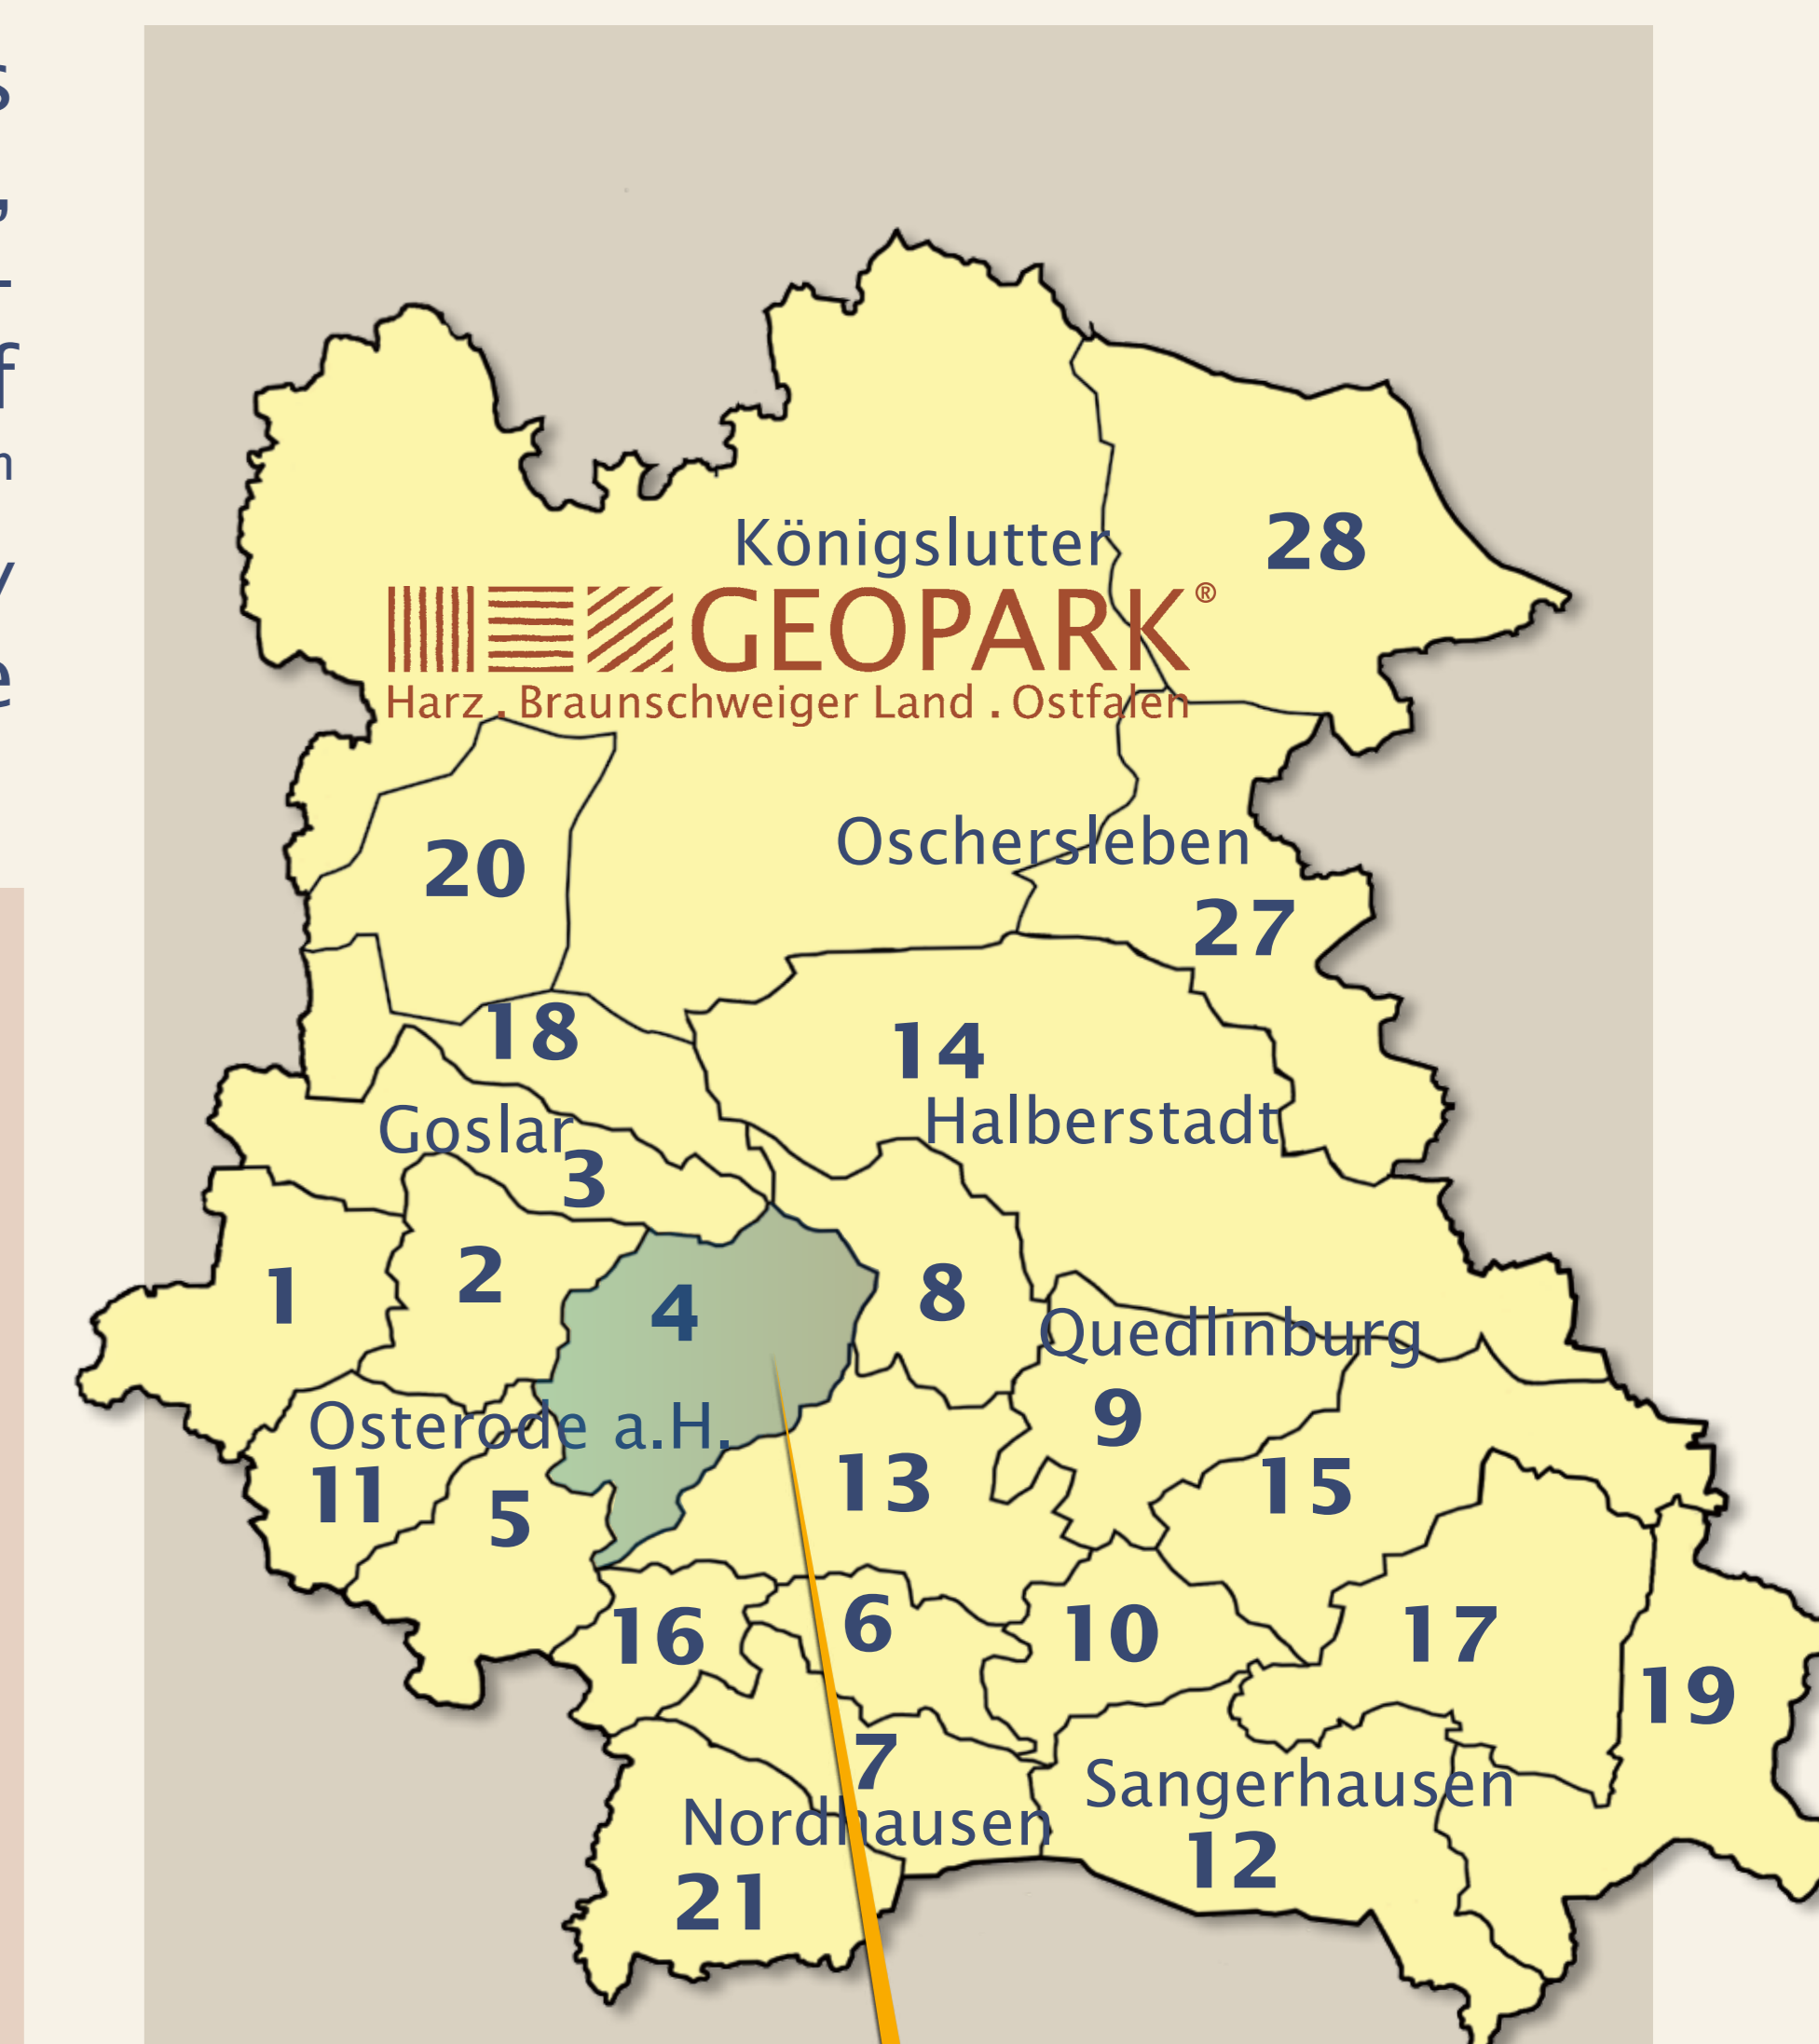 s
,
-
f
n
y
e
Königslutter
28
GEOPARK®
Harz . Braunschweiger Land . Ostfalen
20
Oschersleben
27
18
14
Halberstadt
Goslar
3
1
2
4
8
Quedlinburg
Osterode a.H.
9
11
5
13
15
16
6
10
17
19
7
Sangerhausen
Nordhausen
12
21